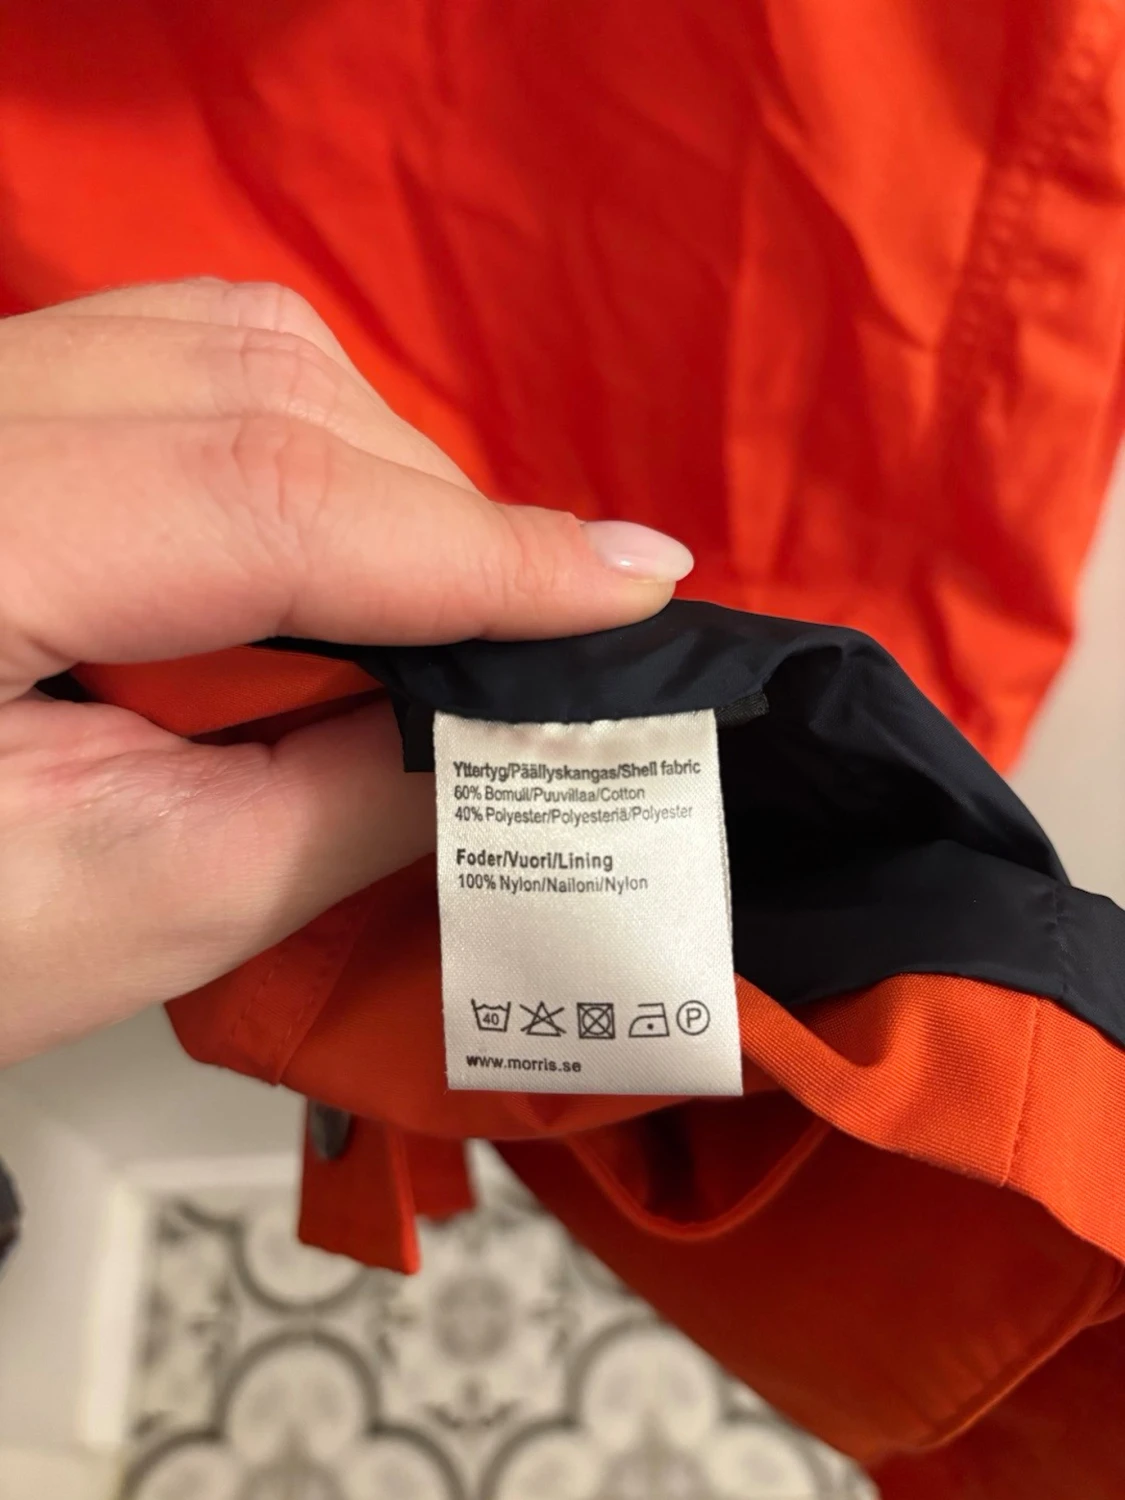 Yttertyg/Päällyskangas/Shell fabric
60% Bomull/Puuvillaa/Cotton
40% Polyester/Polyesteriä/Polyester
Foder/Vuori/Lining
100% Nylon/Nailoni/Nylon
40 P
www.morris.se